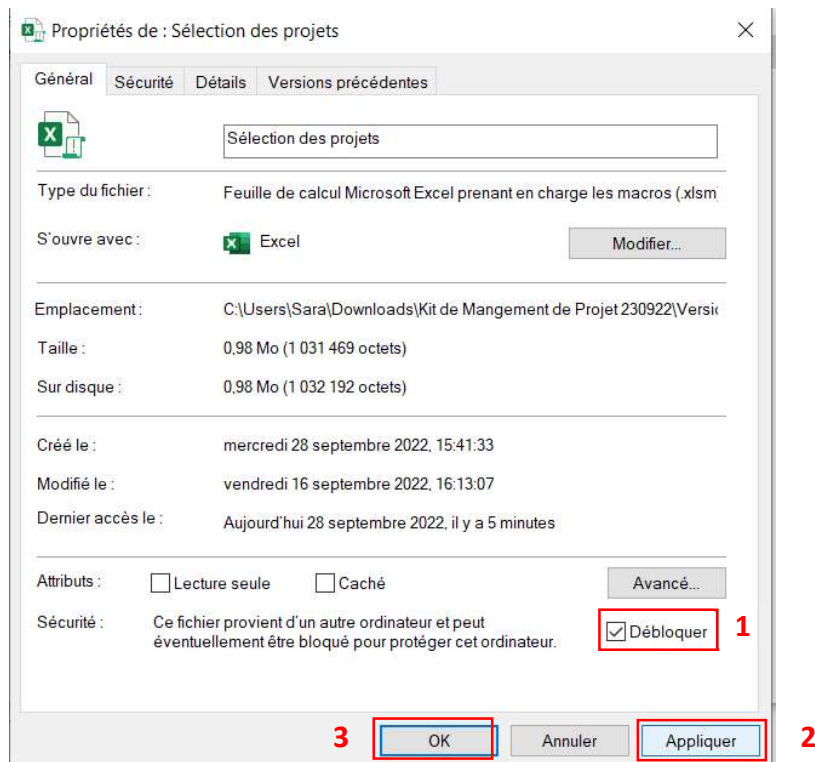 Propriétés de : Sélection des projets
Général Sécurité Détails Versions précédentes
Sélection des projets
Type du fichier : Feuille de calcul Microsoft Excel prenant en charge les macros (.xlsm
S'ouvre avec : Excel Modifier...
Emplacement : C:\Users\Sara\Downloads\Kit de Mangement de Projet 230922\Versi
Taille : 0,98 Mo (1 031 469 octets)
Sur disque : 0,98 Mo (1 032 192 octets)
Créé le : mercredi 28 septembre 2022, 15:41:33
Modifié le : vendredi 16 septembre 2022, 16:13:07
Dernier accès le : Aujourd'hui 28 septembre 2022, il y a 5 minutes
Attributs : Lecture seule Caché Avancé...
Sécurité : Ce fichier provient d'un autre ordinateur et peut
éventuellement être bloqué pour protéger cet ordinateur.
Débloquer 1
3 OK Annuler Appliquer 2